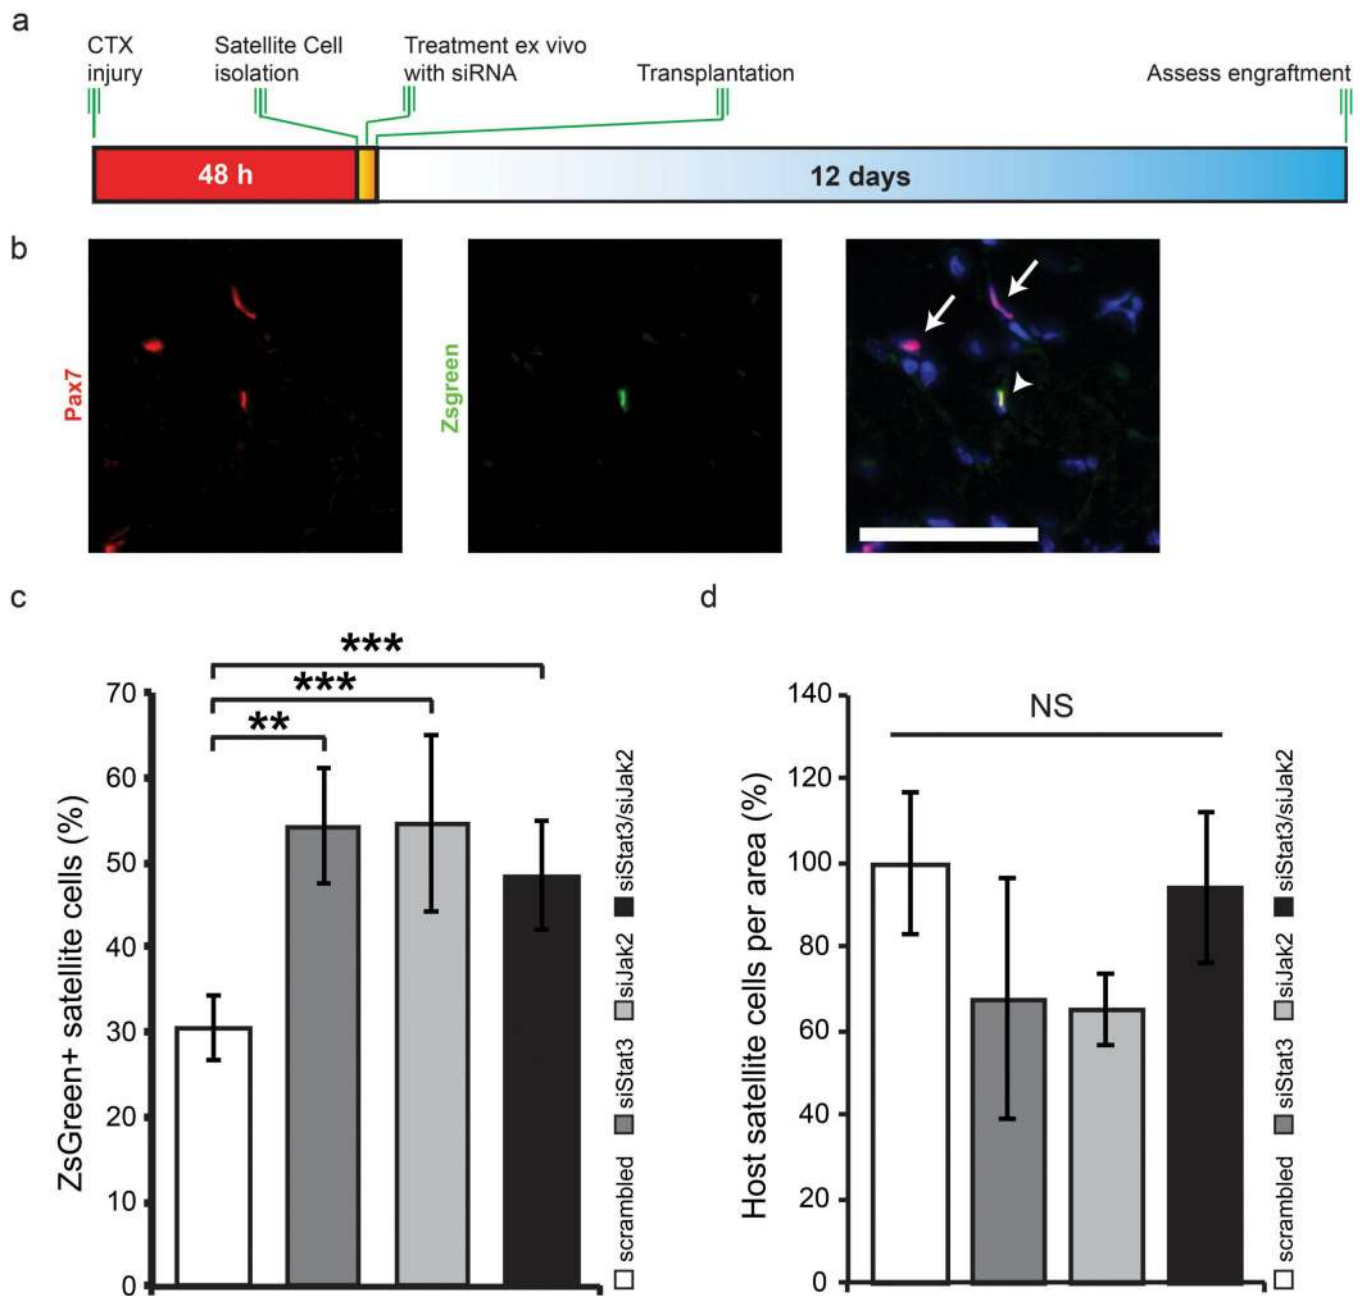 a
CTX
injury
Satellite Cell
isolation
Treatment ex vivo
with siRNA
Transplantation
Assess engraftment
48 h
12 days
b
Pax7
Zsgreen
c
ZsGreen+ satellite cells (%)
70
60
50
40
30
20
10
0
**
***
***
scrambled
siStat3
siJak2
siStat3/siJak2
d
Host satellite cells per area (%)
140
120
100
80
60
40
20
0
NS
scrambled
siStat3
siJak2
siStat3/siJak2